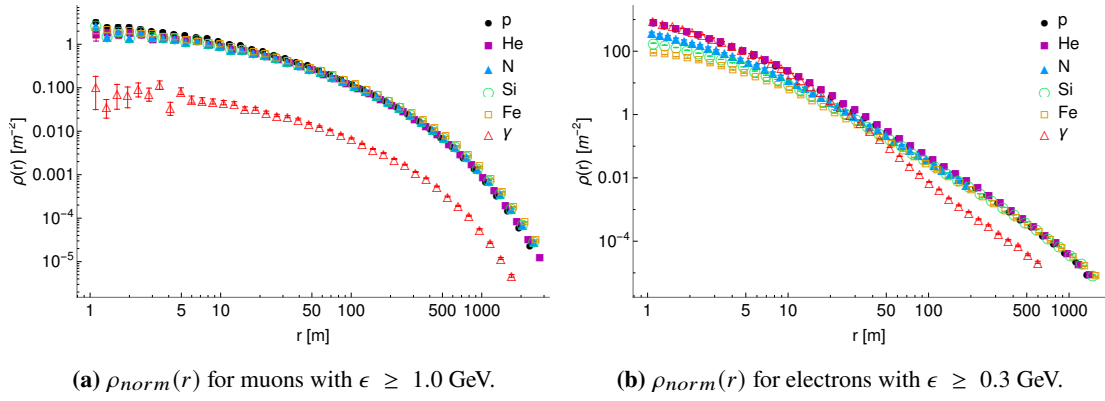 ρ(r) [m⁻²]
1
0.100
0.010
0.001
10⁻⁴
10⁻⁵
1
5
10
50
100
500
1000
r [m]
p
He
N
Si
Fe
γ
ρ(r) [m⁻²]
100
1
0.01
10⁻⁴
1
5
10
50
100
500
1000
r [m]
p
He
N
Si
Fe
γ
(a) ρnorm(r) for muons with ϵ ≥ 1.0 GeV.
(b) ρnorm(r) for electrons with ϵ ≥ 0.3 GeV.